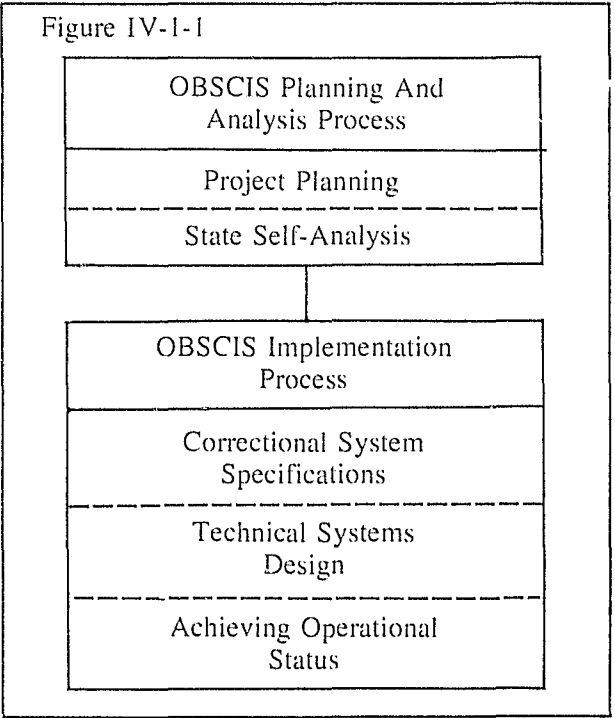 Figure IV-1-1
OBSCIS Planning And
Analysis Process
Project Planning
State Self-Analysis
OBSCIS Implementation
Process
Correctional System
Specifications
Technical Systems
Design
Achieving Operational
Status